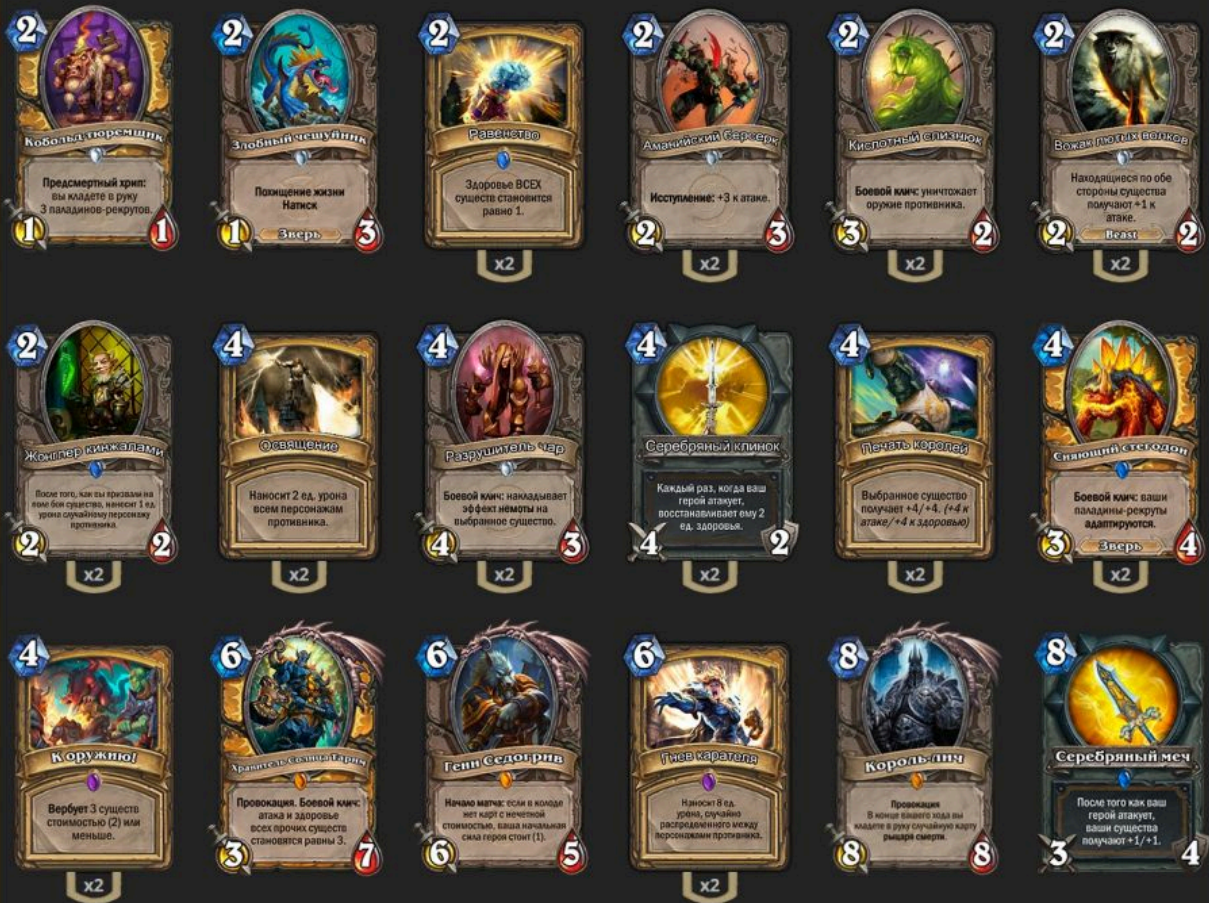 2
Кобольд-тюремщик
Предсмертный хрип:
вы кладете в руку
3 паладинов-рекрутов.
1
1
2
Злобный чешуйник
Похищение жизни
Натиск
1
Зверь
3
2
Равенство
Здоровье ВСЕХ
существ становится
равно 1.
x2
2
Аманийский берсерк
Исступление: +3 к атаке.
2
3
x2
2
Кислотный слизнюк
Боевой клич: уничтожает
оружие противника.
3
2
x2
2
Вожак лютых волков
Находящиеся по обе
стороны существа
получают +1 к
атаке.
2
Beast
2
x2
2
Жонглер кинжалами
После того, как вы призвали на
поле боя существо, наносит 1 ед.
урона случайному персонажу
противника.
2
2
x2
4
Освящение
Наносит 2 ед. урона
всем персонажам
противника.
x2
4
Разрушитель чар
Боевой клич: накладывает
эффект немоты на
выбранное существо.
4
3
x2
4
Серебряный клинок
Каждый раз, когда ваш
герой атакует,
восстанавливает ему 2
ед. здоровья.
4
2
x2
4
Печать королей
Выбранное существо
получает +4/+4. (+4 к
атаке/+4 к здоровью)
x2
4
Сияющий стегодон
Боевой клич: ваши
паладины-рекруты
адаптируются.
3
Зверь
4
x2
4
К оружию!
Вербует 3 существ
стоимостью (2) или
меньше.
x2
6
Хранитель Солнца Тарим
Провокация. Боевой клич:
атака и здоровье
всех прочих существ
становятся равны 3.
3
7
6
Генн Седогрив
Начало матча: если в колоде
нет карт с нечетной
стоимостью, ваша начальная
сила героя стоит (1).
6
5
6
Гнев карателя
Наносит 8 ед.
урона, случайно
распределенного между
персонажами противника.
x2
8
Король-лич
Провокация
В конце вашего хода вы
кладете в руку случайную карту
рыцаря смерти.
8
8
8
Серебряный меч
После того как ваш
герой атакует,
ваши существа
получают +1/+1.
3
4